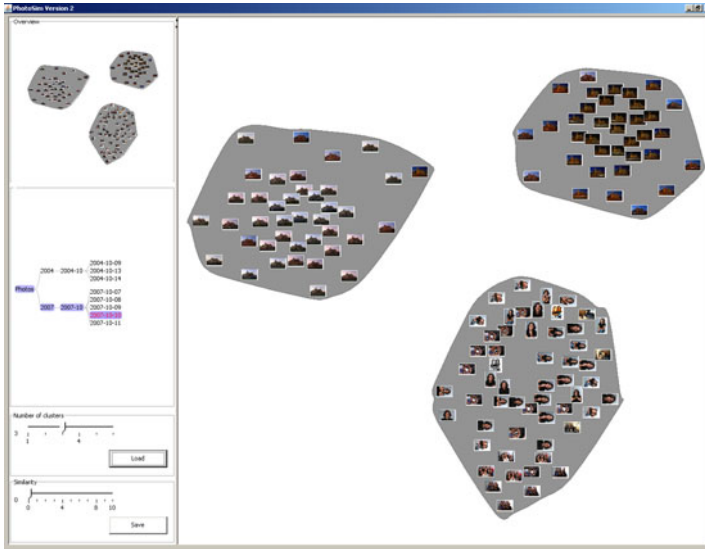 PhotoSim Version 2
Overview
2004-10-09
2004 2004-10 2004-10-13
2004-10-14
Photos
2007-10-07
2007-10-08
2007 2007-10 2007-10-09
2007-10-10
2007-10-11
Number of clusters
3
1 4
Load
Similarity
0
0 4 8 10
Save